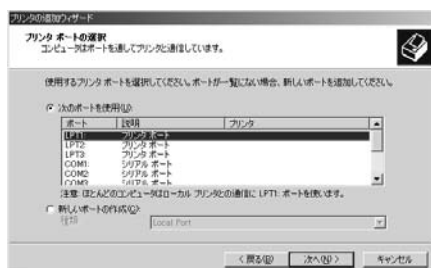 プリンタの追加ウィザード
プリンタ ポートの選択
コンピュータはポートを通してプリンタと通信しています。
使用するプリンタ ポートを選択してください。ポートが一覧にない場合、新しいポートを追加してください。
次のポートを使用(U):
ポート 説明 プリンタ
LPT1: プリンタ ポート
LPT2: プリンタ ポート
LPT3: プリンタ ポート
COM1: シリアル ポート
COM2: シリアル ポート
COM3: シリアル ポート
注意: ほとんどのコンピュータはローカル プリンタとの通信に LPT1: ポートを使います。
新しいポートの作成(C):
種類 Local Port
< 戻る(B) 次へ(N) > キャンセル